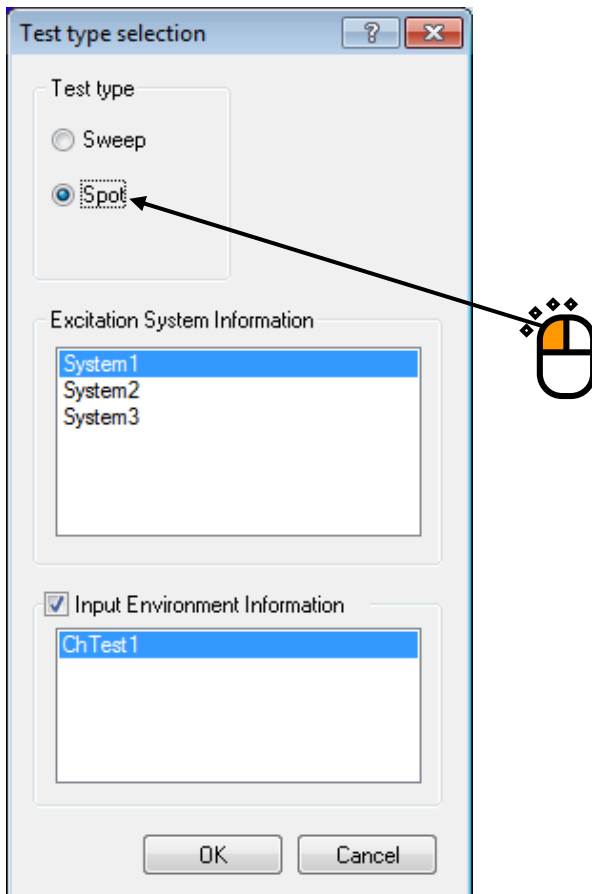 Test type selection
?
Test type
Sweep
Spot
Excitation System Information
System1
System2
System3
Input Environment Information
ChTest1
OK
Cancel